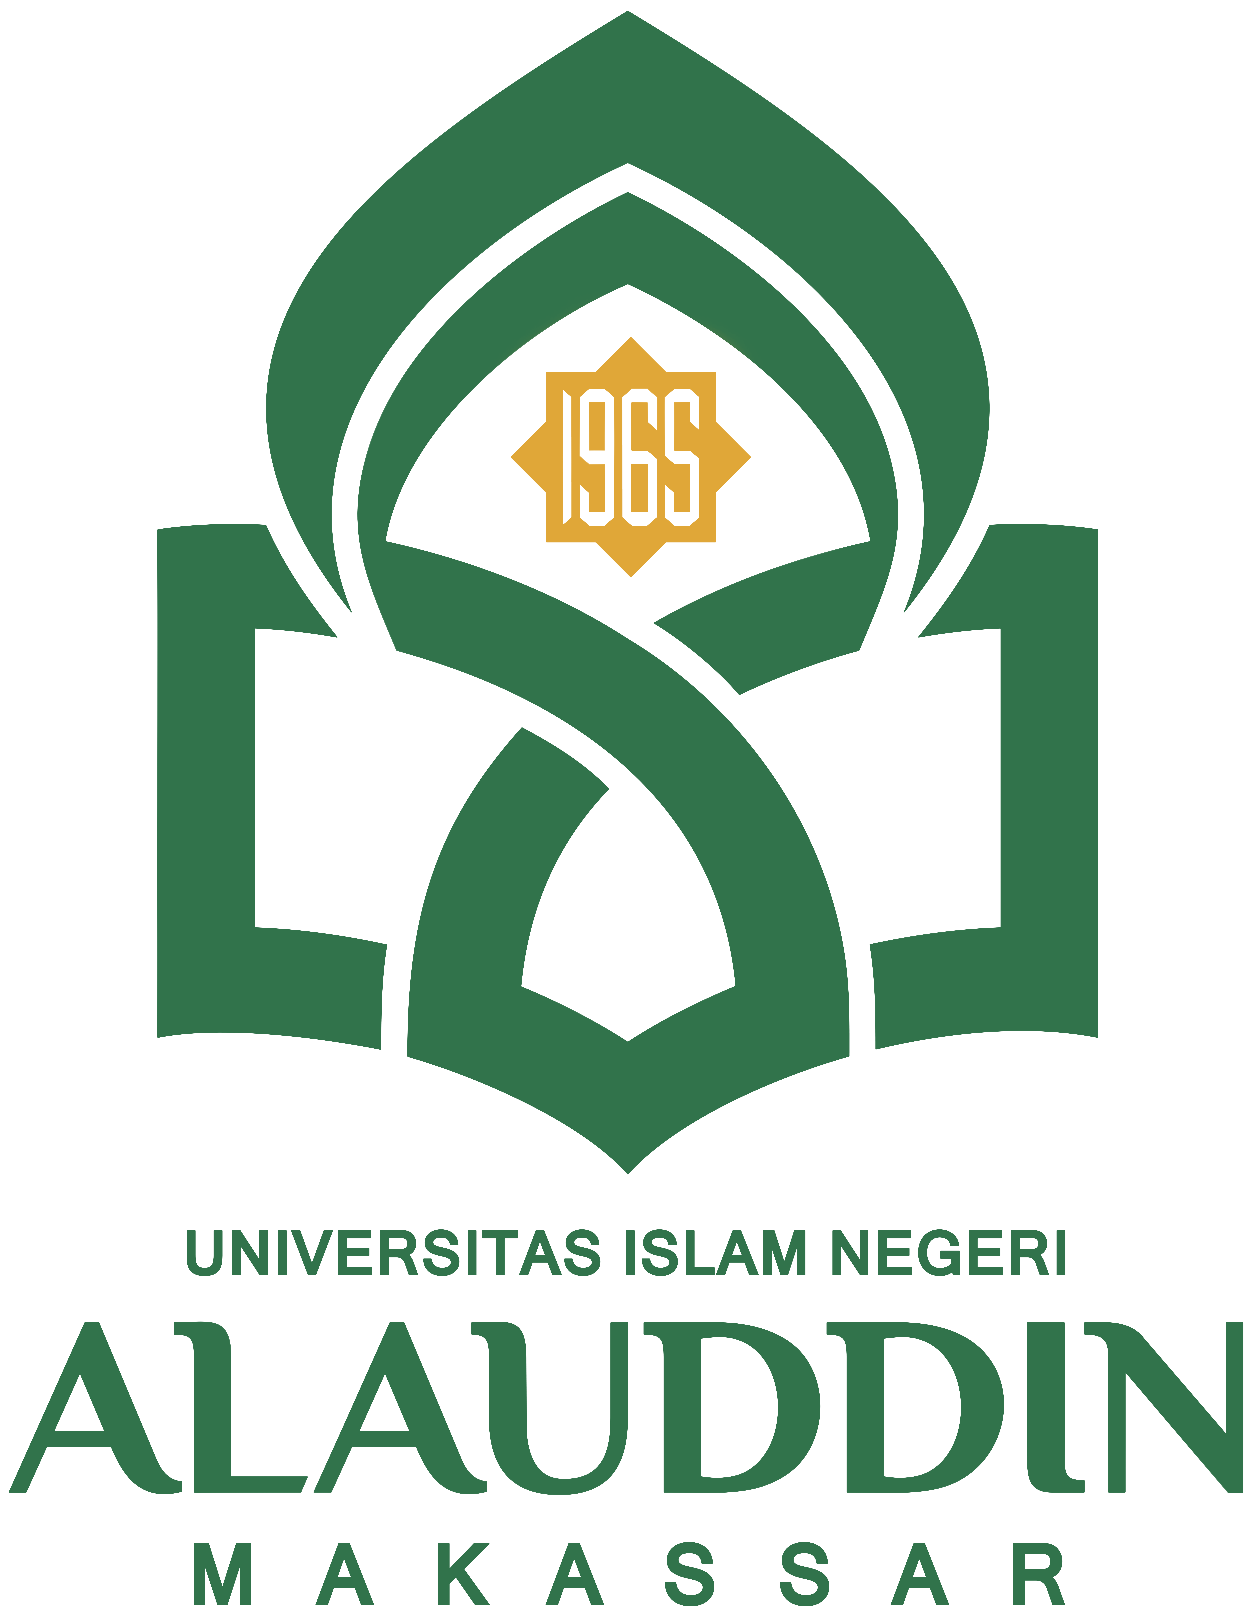 1965
UNIVERSITAS ISLAM NEGERI
ALAUDDIN
MAKASSAR